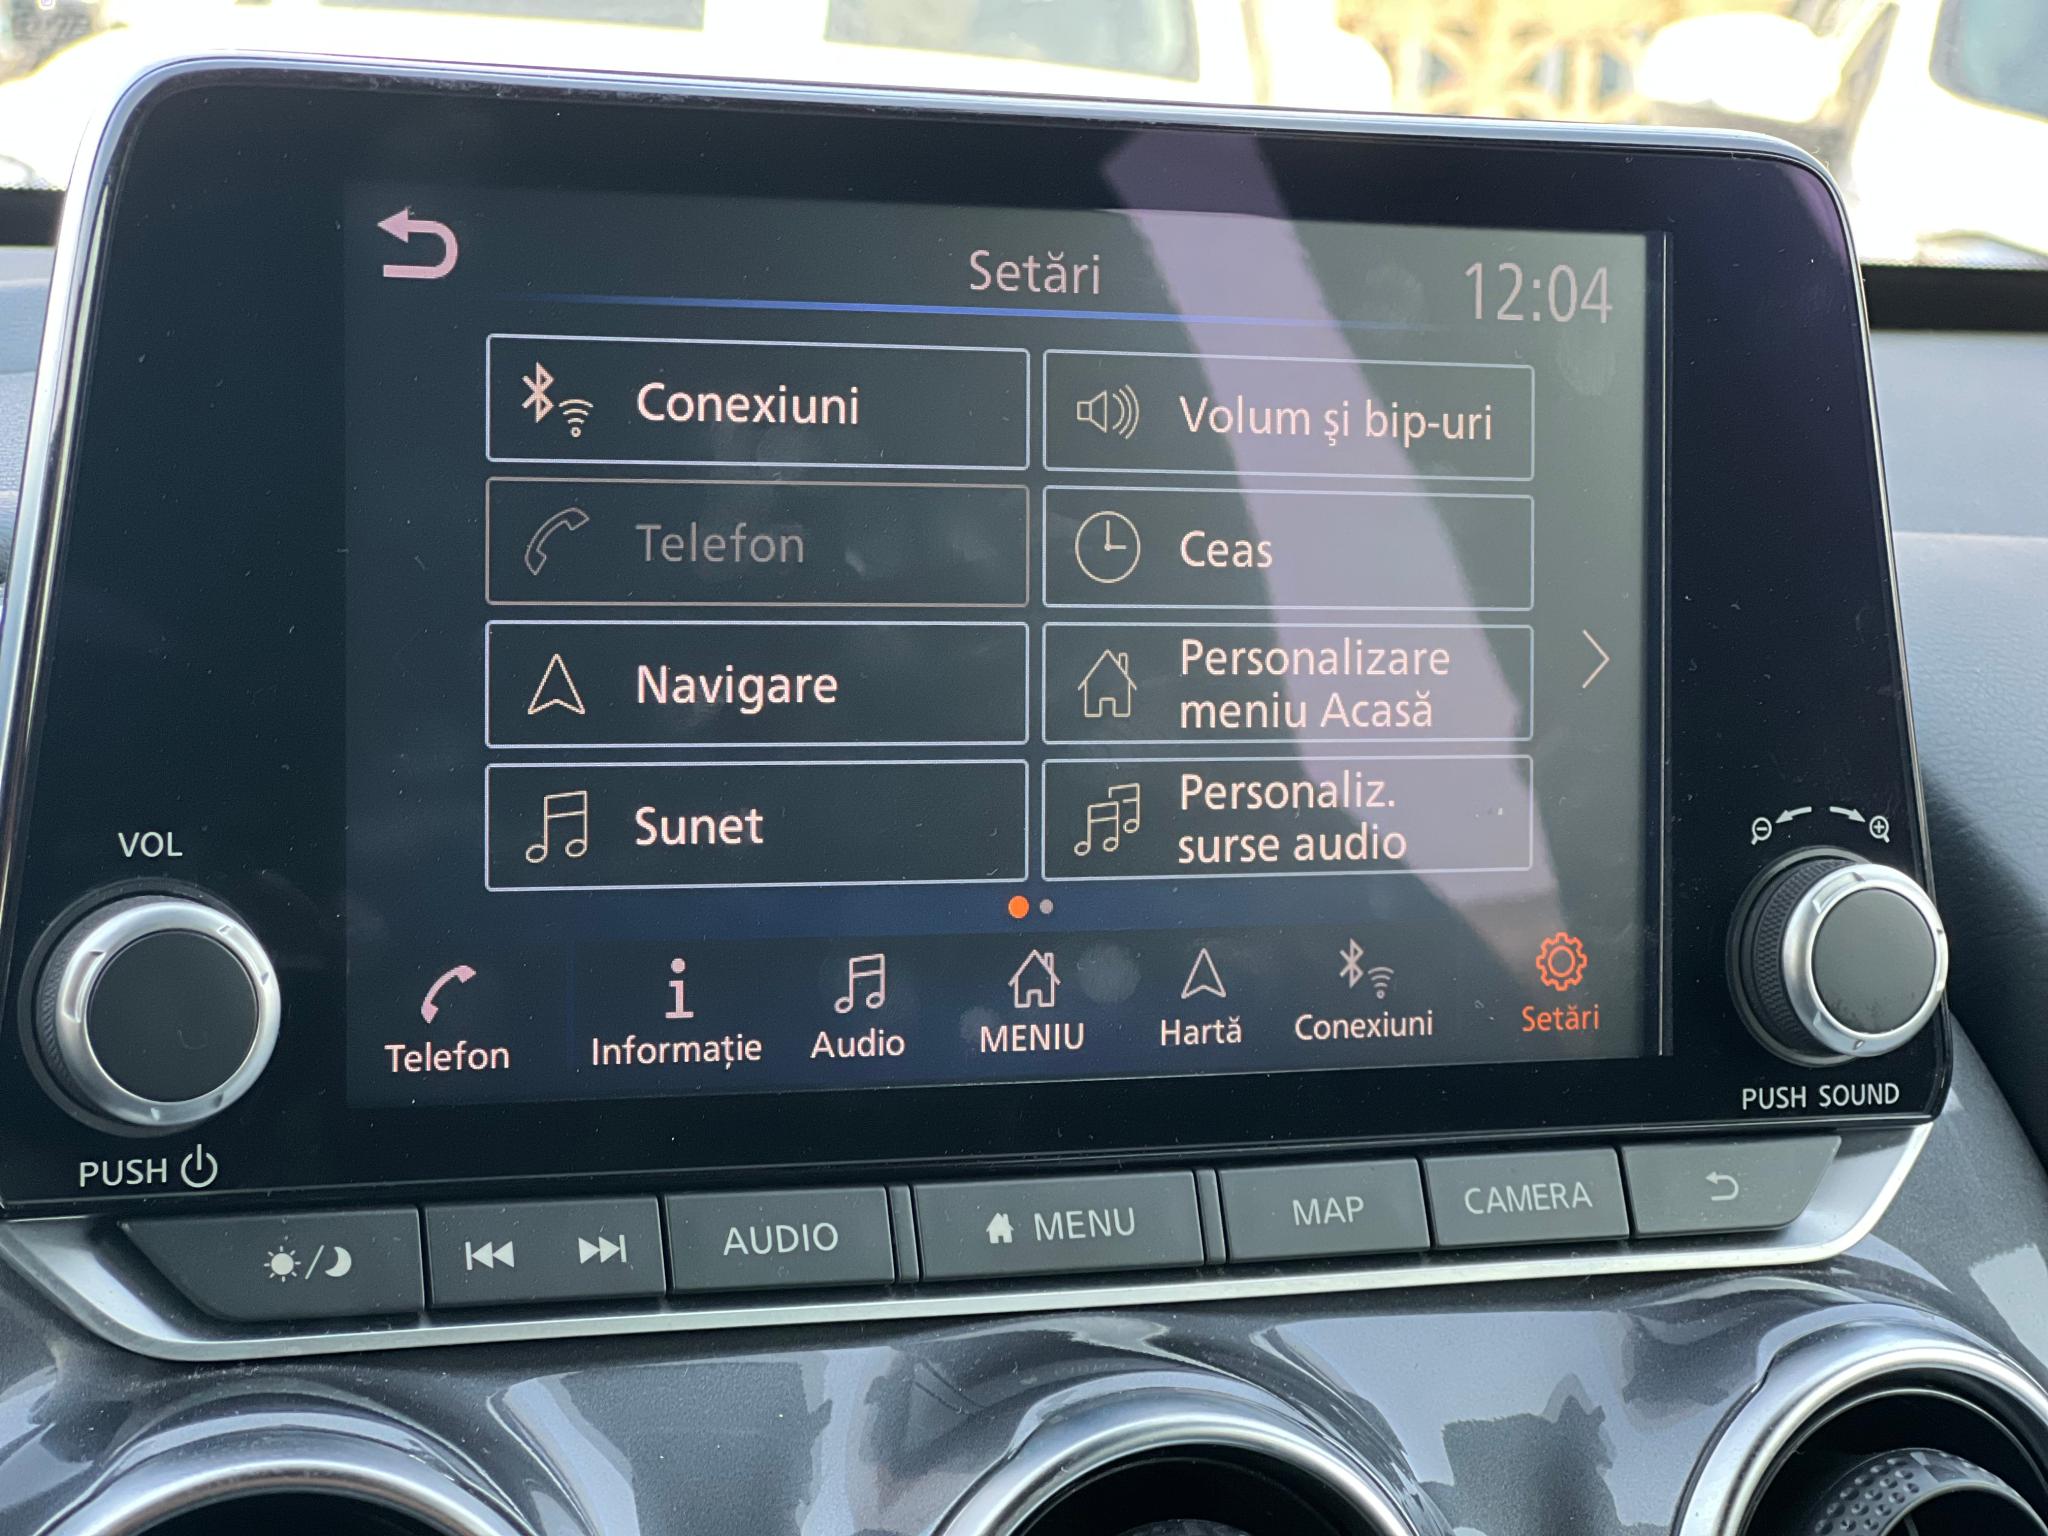 Setări
12:04
Conexiuni
Volum şi bip-uri
Telefon
Ceas
Navigare
Personalizare
meniu Acasă
Sunet
Personaliz.
surse audio
Telefon
Informație
Audio
MENIU
Hartă
Conexiuni
Setări
VOL
PUSH
PUSH SOUND
AUDIO
MENU
MAP
CAMERA